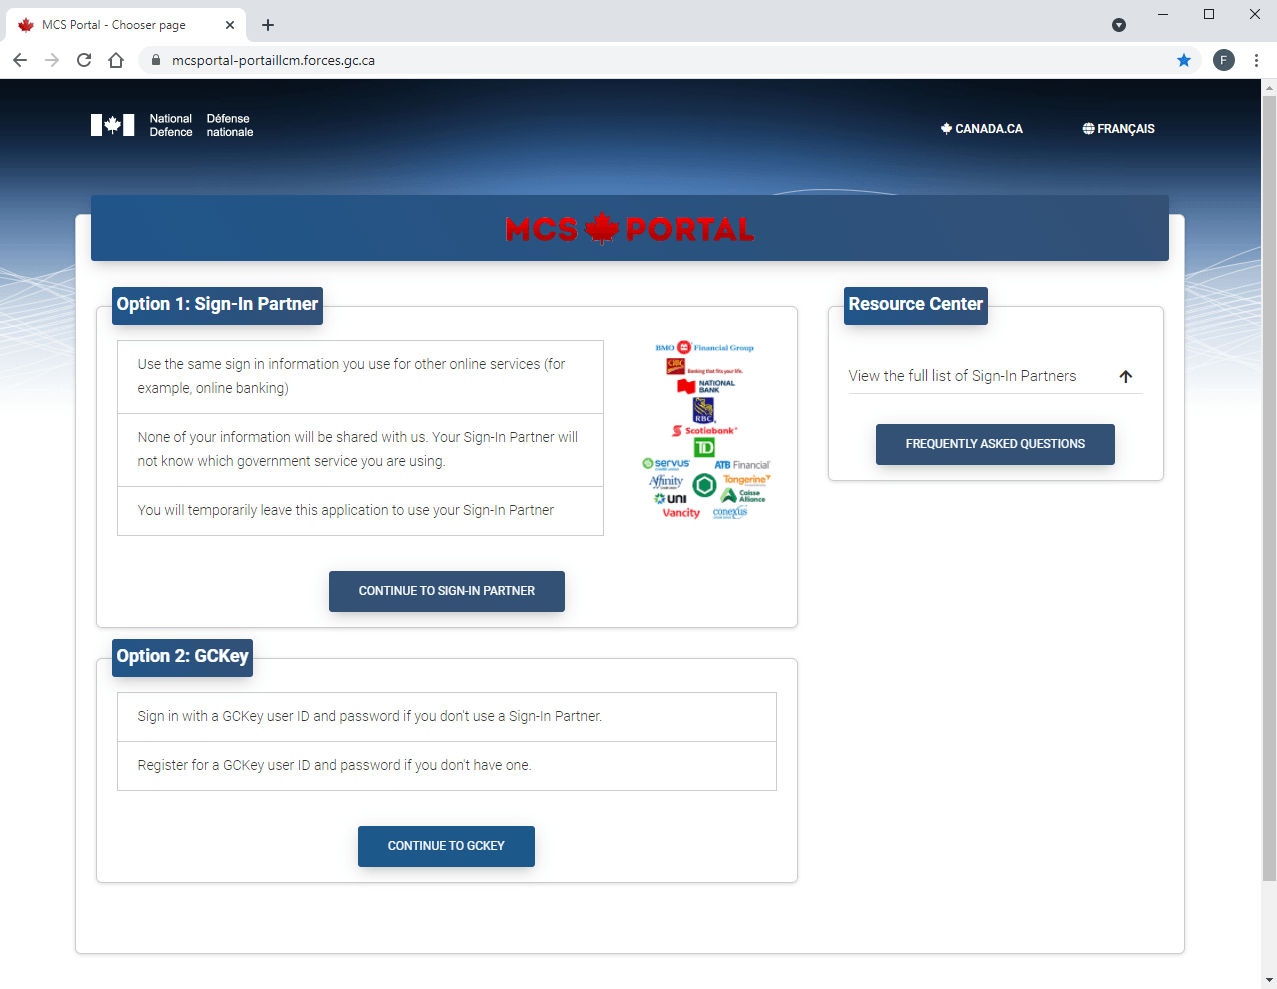 MCS Portal - Chooser page
mcsportal-portaillcm.forces.gc.ca
F
National Défense
Defence nationale
CANADA.CA
FRANÇAIS
MCS PORTAL
Option 1: Sign-In Partner
Use the same sign in information you use for other online services (for
example, online banking)
None of your information will be shared with us. Your Sign-In Partner will
not know which government service you are using.
You will temporarily leave this application to use your Sign-In Partner
BMO Financial Group
CIBC Banking that fits your life.
NATIONAL
BANK
RBC
Scotiabank
TD
servus ATB Financial
Affinity Tangerine
UNI Caisse
Alliance
Vancity conexus
CONTINUE TO SIGN-IN PARTNER
Option 2: GCKey
Sign in with a GCKey user ID and password if you don't use a Sign-In Partner.
Register for a GCKey user ID and password if you don't have one.
CONTINUE TO GCKEY
Resource Center
View the full list of Sign-In Partners
FREQUENTLY ASKED QUESTIONS